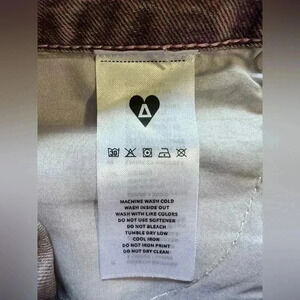 MACHINE WASH COLD
WASH INSIDE OUT
WASH WITH LIKE COLORS
DO NOT USE SOFTENER
DO NOT BLEACH
TUMBLE DRY LOW
COOL IRON
DO NOT IRON PRINT
DO NOT DRY CLEAN